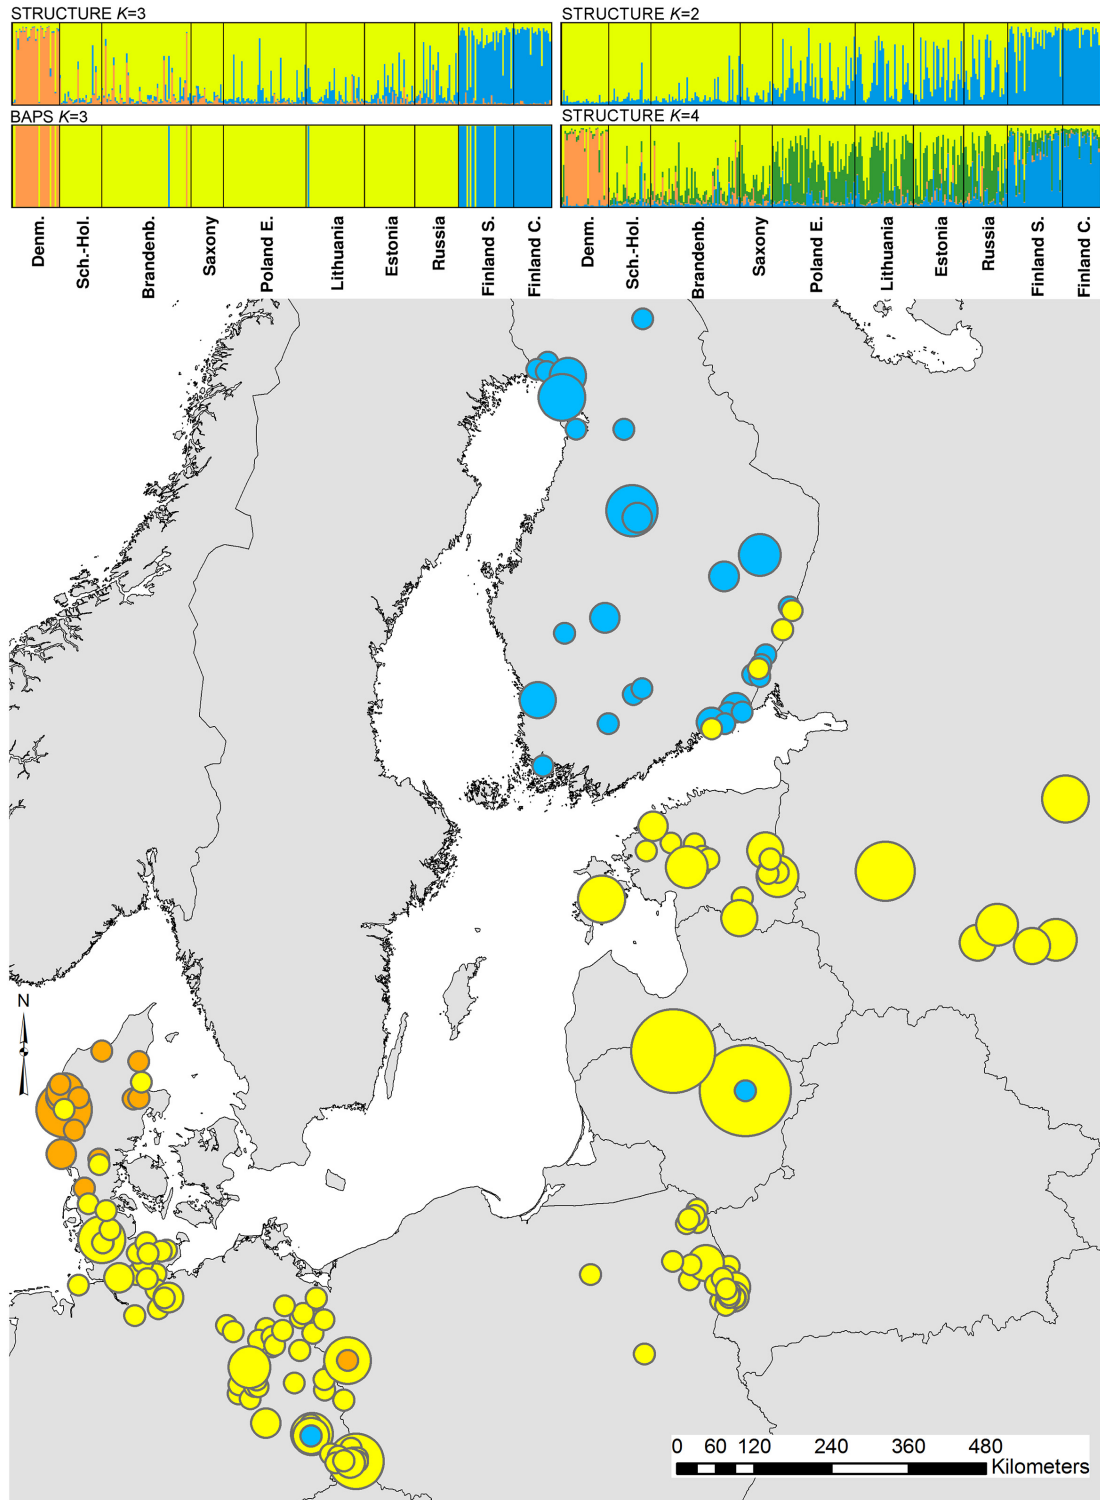 STRUCTURE K=3
STRUCTURE K=2
BAPS K=3
STRUCTURE K=4
Denm.
Sch.-Hol.
Brandenb.
Saxony
Poland E.
Lithuania
Estonia
Russia
Finland S.
Finland C.
Denm.
Sch.-Hol.
Brandenb.
Saxony
Poland E.
Lithuania
Estonia
Russia
Finland S.
Finland C.
N
0 60 120 240 360 480
Kilometers